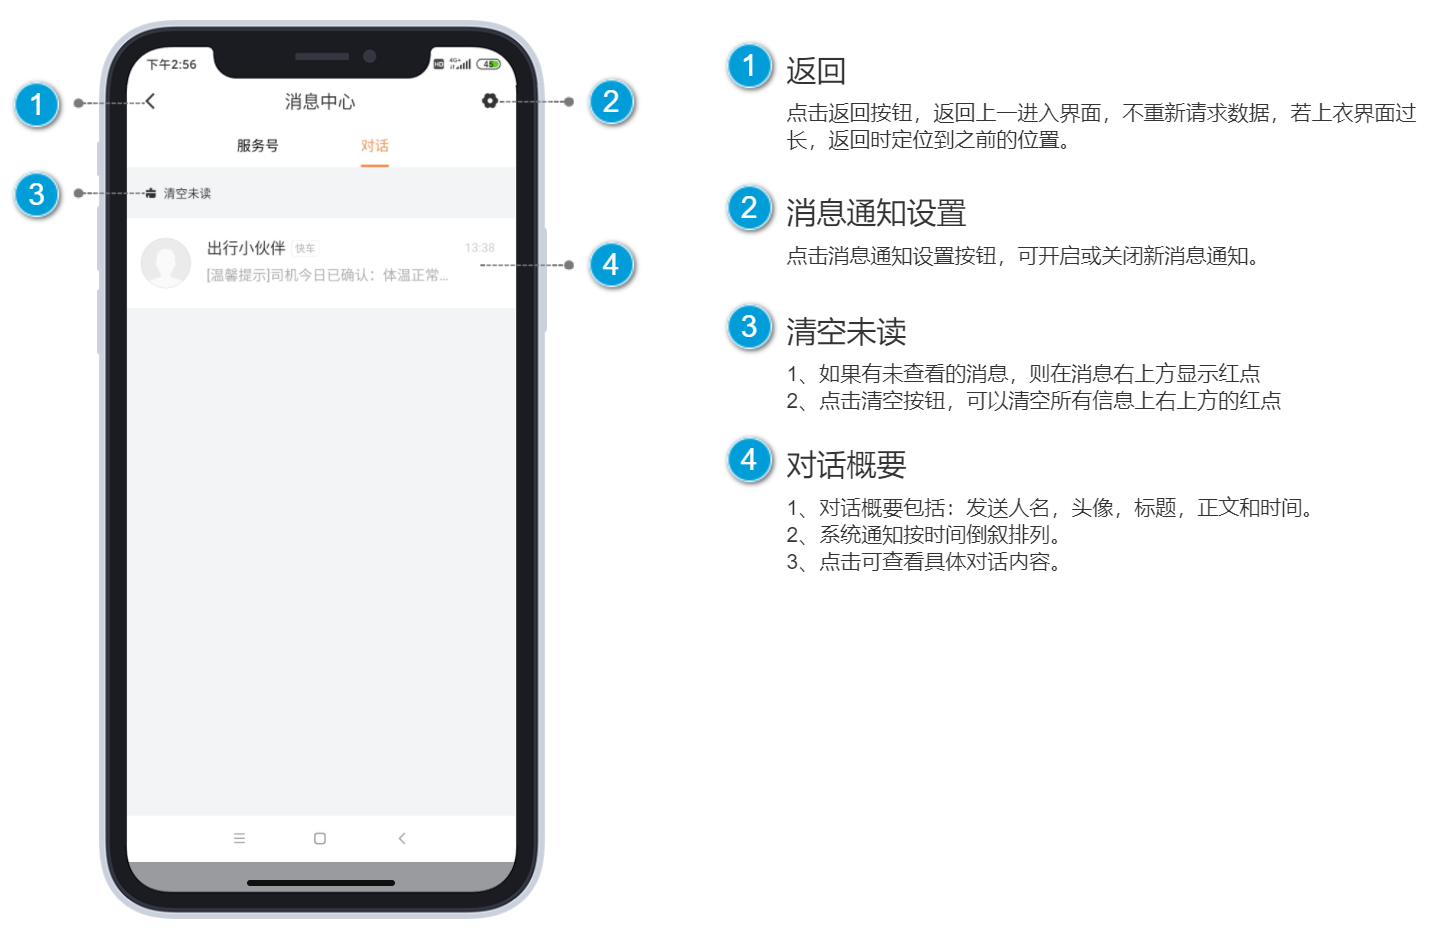 下午2:56
HD 4G+ 45
1
消息中心
2
服务号
对话
3
清空未读
出行小伙伴 快车 13:38
[温馨提示]司机今日已确认：体温正常...
4
1 返回
点击返回按钮，返回上一进入界面，不重新请求数据，若上衣界面过
长，返回时定位到之前的位置。
2 消息通知设置
点击消息通知设置按钮，可开启或关闭新消息通知。
3 清空未读
1、如果有未查看的消息，则在消息右上方显示红点
2、点击清空按钮，可以清空所有信息上右上方的红点
4 对话概要
1、对话概要包括：发送人名，头像，标题，正文和时间。
2、系统通知按时间倒叙排列。
3、点击可查看具体对话内容。